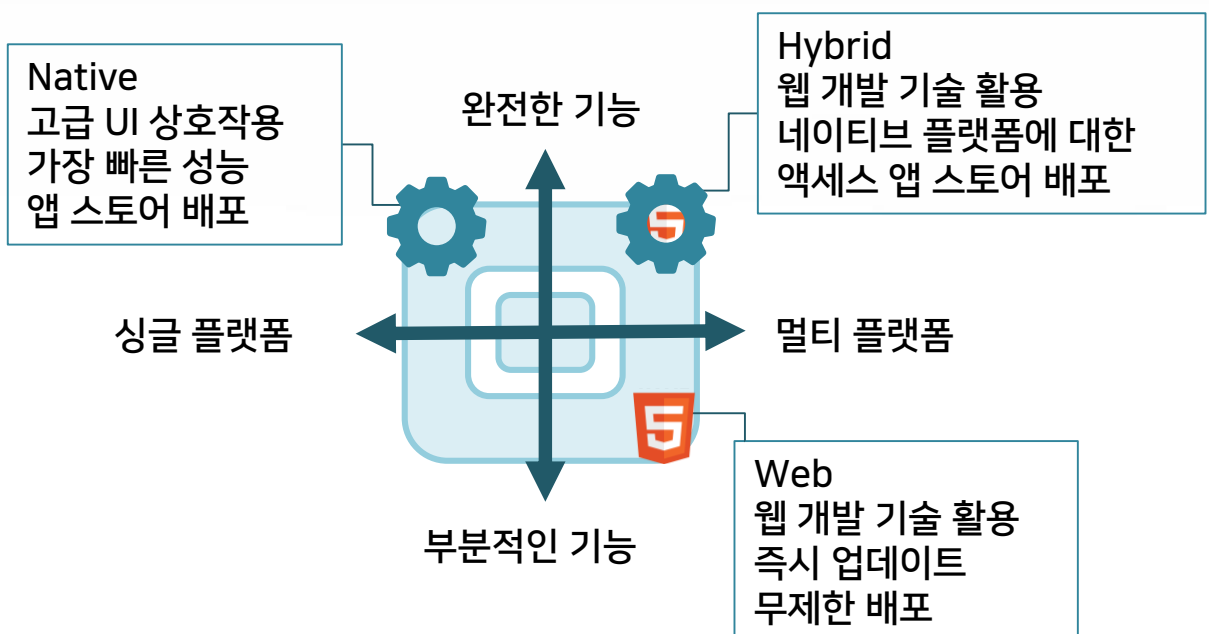 Native
고급 UI 상호작용
가장 빠른 성능
앱 스토어 배포
완전한 기능
Hybrid
웹 개발 기술 활용
네이티브 플랫폼에 대한
액세스 앱 스토어 배포
싱글 플랫폼
멀티 플랫폼
부분적인 기능
Web
웹 개발 기술 활용
즉시 업데이트
무제한 배포